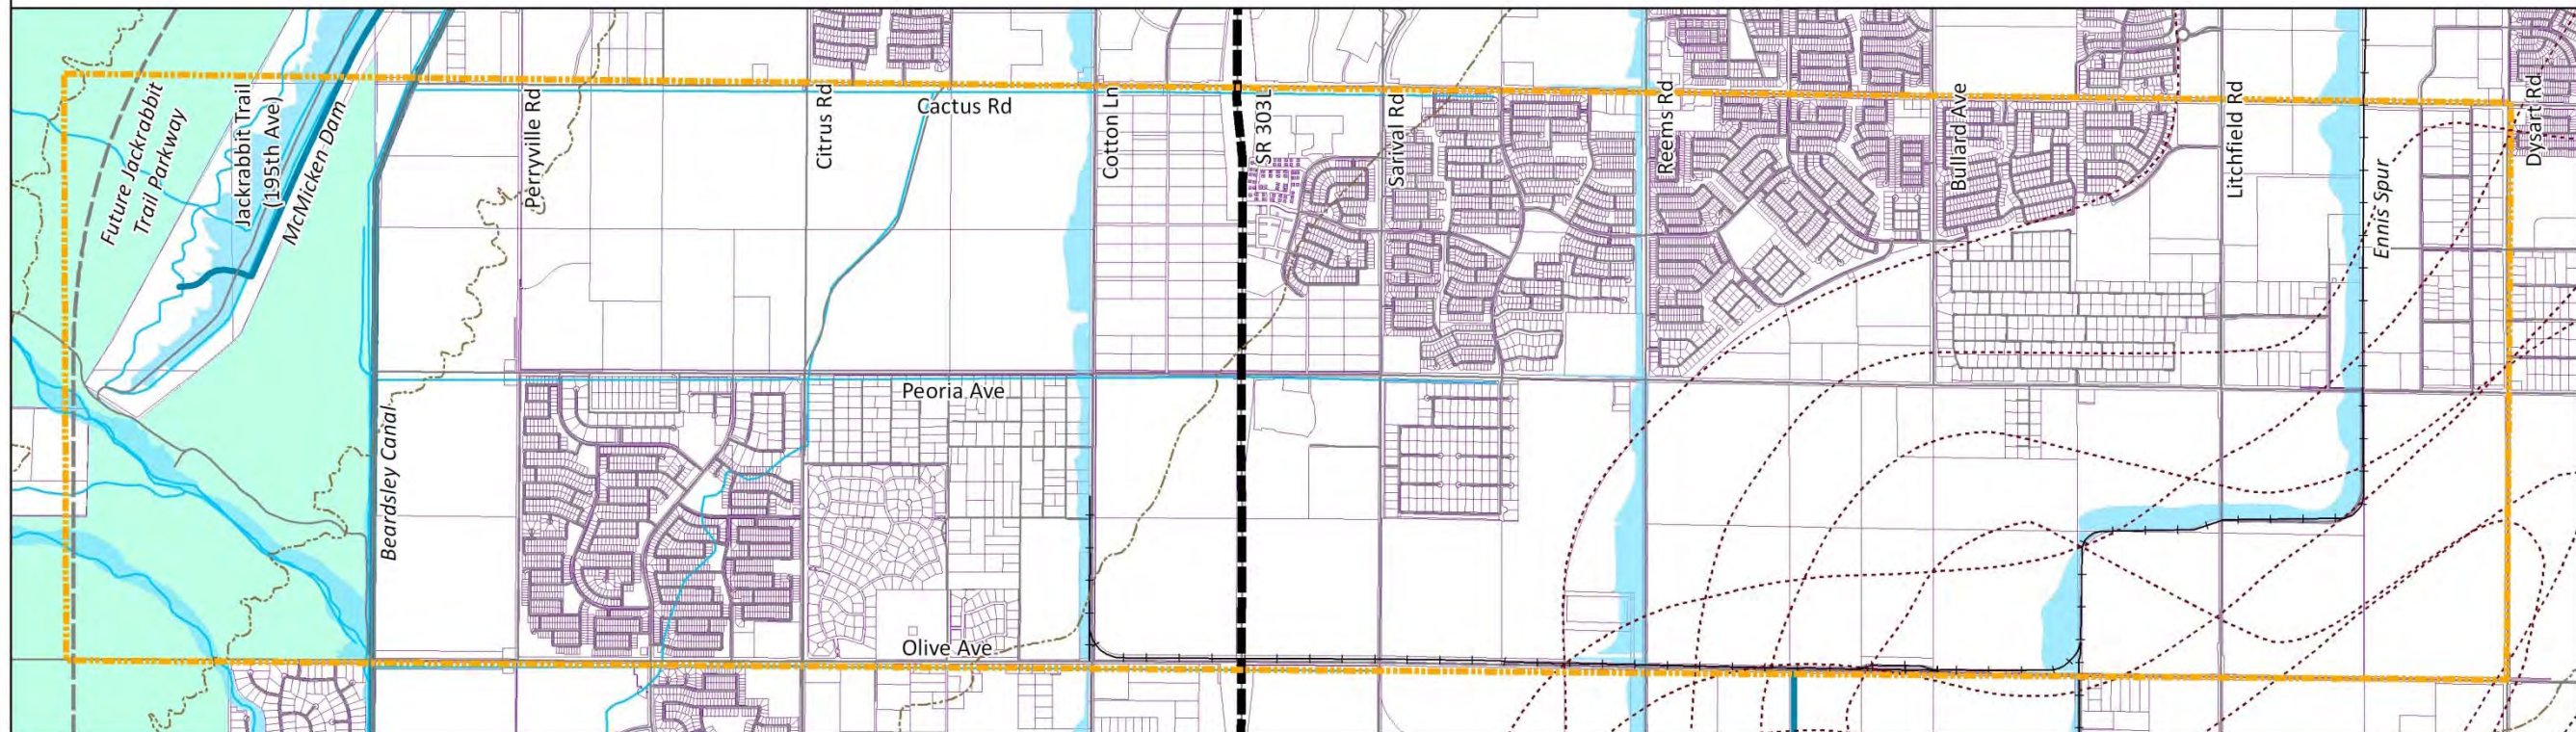 Future Jackrabbit
Trail Parkway
Jackrabbit Trail
(195th Ave)
McMicken Dam
Beardsley Canal
Perryville Rd
Citrus Rd
Cactus Rd
Cotton Ln
SR 303L
Sarival Rd
Reems Rd
Bullard Ave
Litchfield Rd
Ennis Spur
Dysart Rd
Peoria Ave
Olive Ave